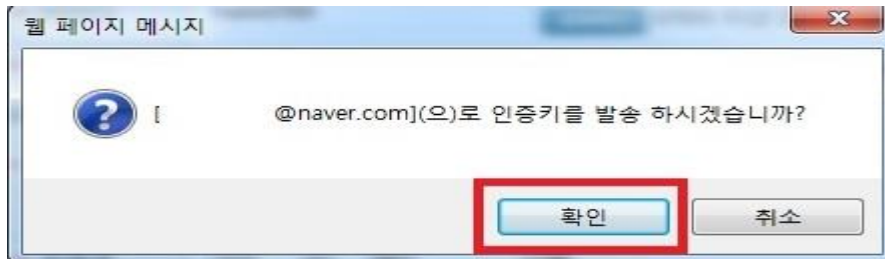 웹 페이지 메시지
[ @naver.com](으)로 인증키를 발송 하시겠습니까?
확인 취소